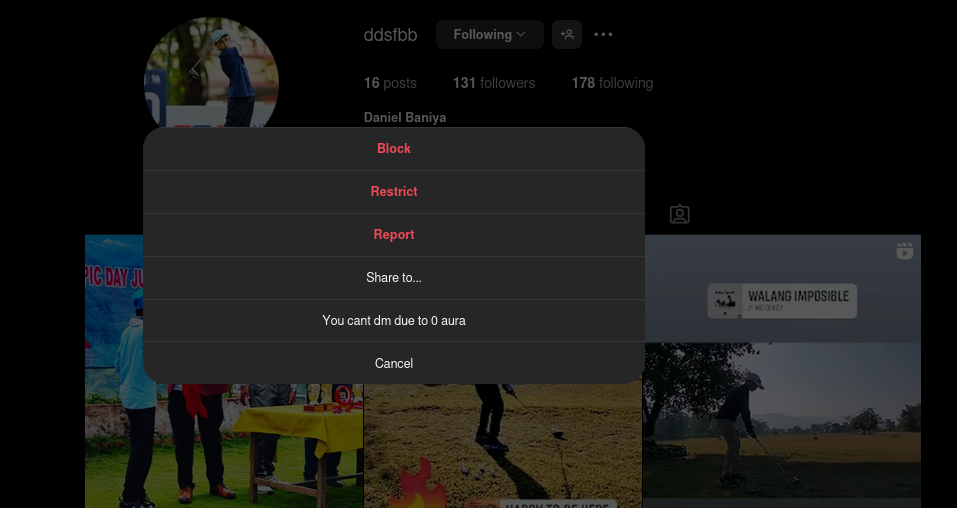 ddsfbb
Following
16 posts 131 followers 178 following
Daniel Baniya
Block
Restrict
Report
Share to...
You cant dm due to 0 aura
Cancel
PIC DAY JU
WALANG IMPOSIBLE
HAPPY TO BE HERE